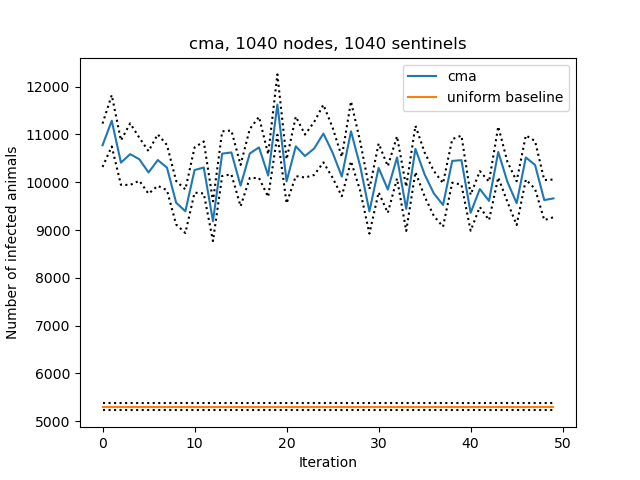 cma, 1040 nodes, 1040 sentinels
cma
uniform baseline
Number of infected animals
12000
11000
10000
9000
8000
7000
6000
5000
0 10 20 30 40 50
Iteration